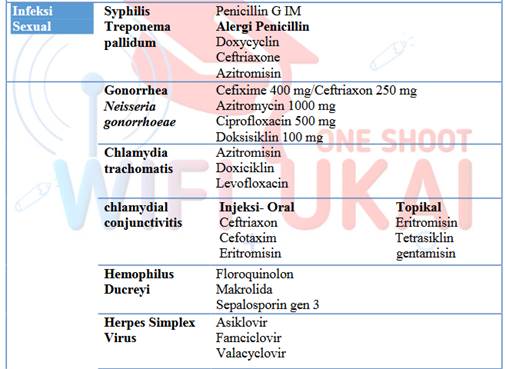 Infeksi
Sexual
Syphilis
Treponema
pallidum
Penicillin G IM
Alergi Penicillin
Doxycyclin
Ceftriaxone
Azitromisin
Gonorrhea
Neisseria
gonorrhoeae
Cefixime 400 mg/Ceftriaxon 250 mg
Azitromycin 1000 mg
Ciprofloxacin 500 mg
Doksisiklin 100 mg
Chlamydia
trachomatis
Azitromisin
Doxiciklin
Levofloxacin
chlamydial
conjunctivitis
Injeksi- Oral
Ceftriaxon
Cefotaxim
Eritromisin
Topikal
Eritromisin
Tetrasiklin
gentamisin
Hemophilus
Ducreyi
Floroquinolon
Makrolida
Sepalosporin gen 3
Herpes Simplex
Virus
Asiklovir
Famciclovir
Valacyclovir
ONE SHOOT
WIFI UKAI